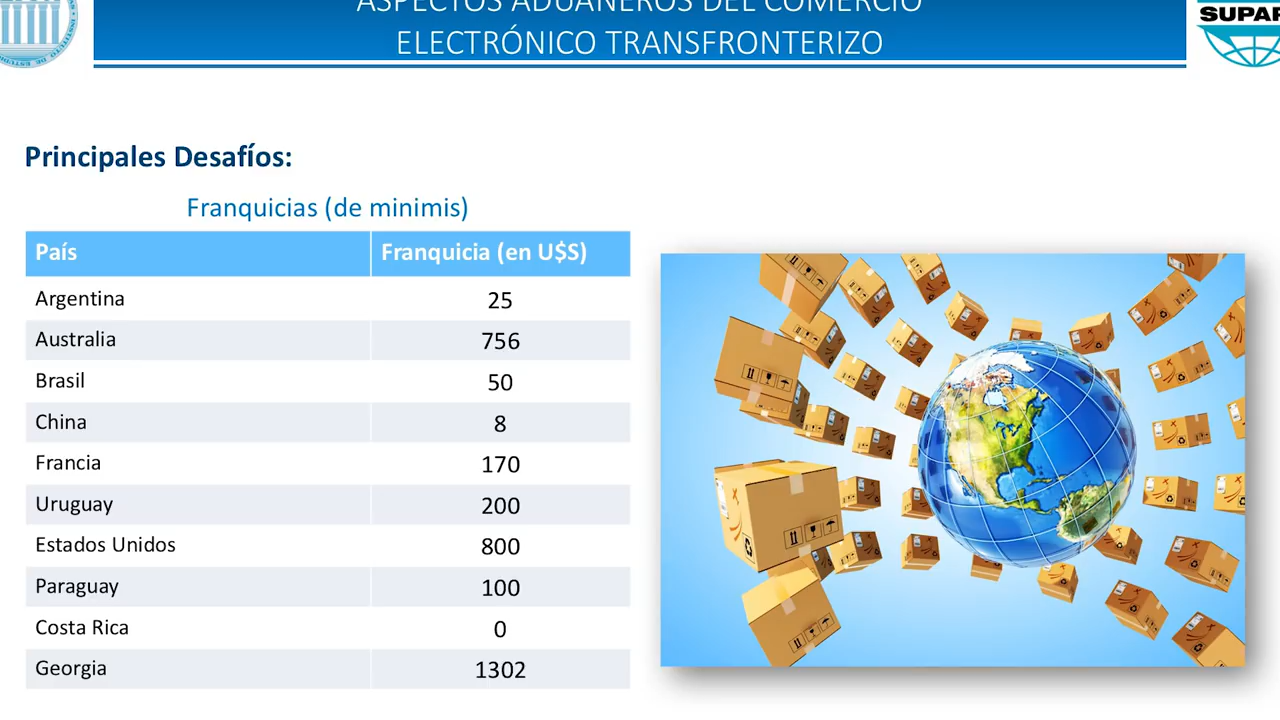 ASPECTOS ADUANEROS DEL COMERCIO
ELECTRÓNICO TRANSFRONTERIZO
Principales Desafíos:
Franquicias (de minimis)
País Franquicia (en U$S)
Argentina 25
Australia 756
Brasil 50
China 8
Francia 170
Uruguay 200
Estados Unidos 800
Paraguay 100
Costa Rica 0
Georgia 1302